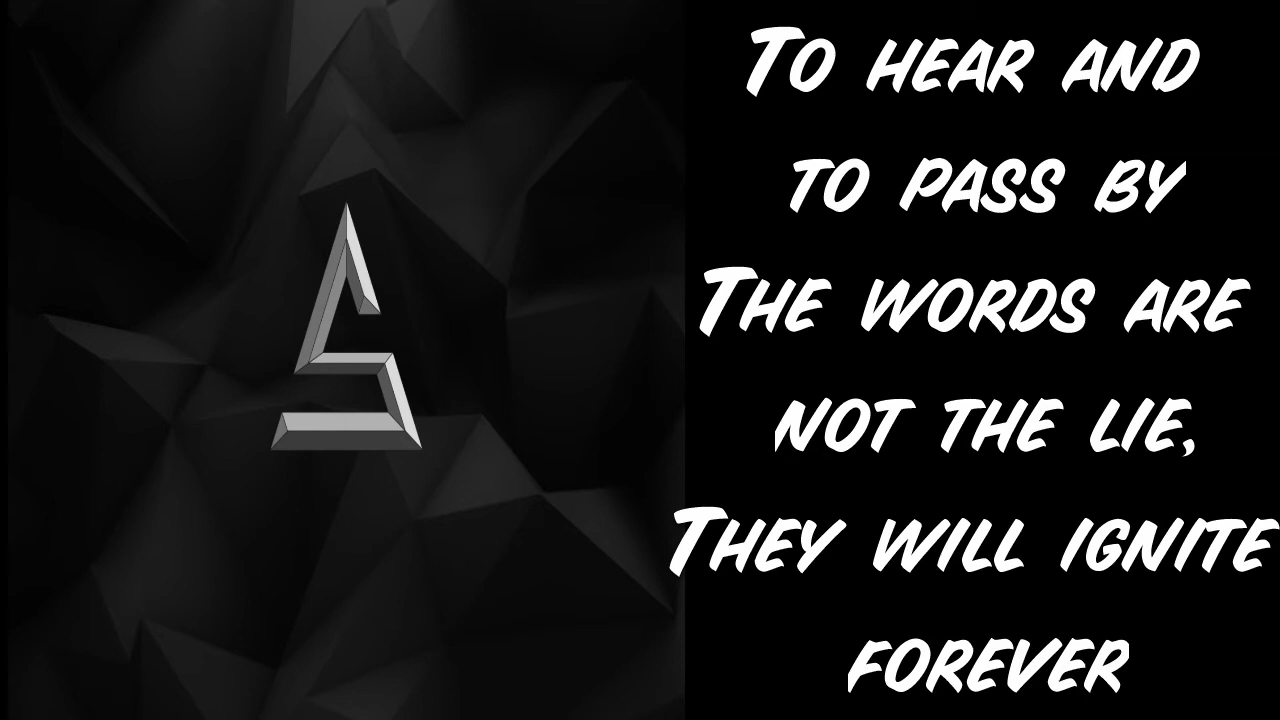 To hear and
to pass by
The words are
not the lie,
They will ignite
forever